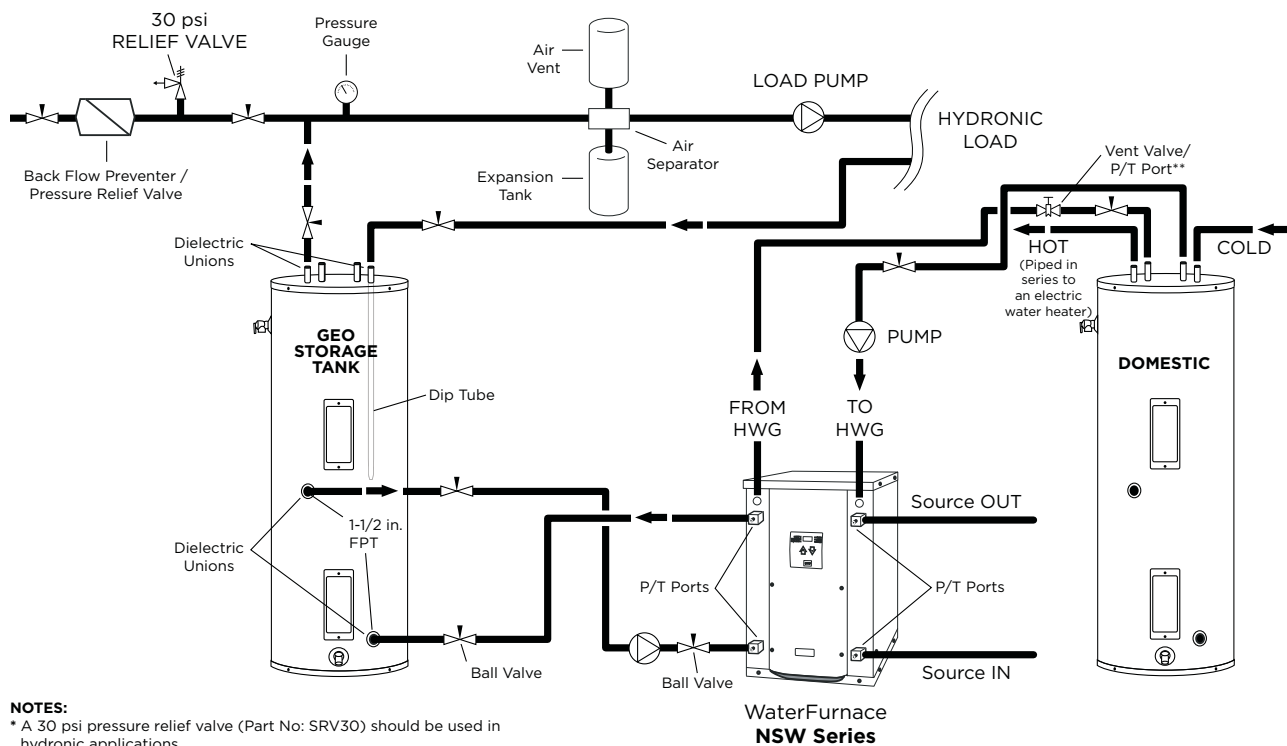 30 psi
RELIEF VALVE
Pressure
Gauge
Air
Vent
LOAD PUMP
HYDRONIC
LOAD
Air
Separator
Vent Valve/
P/T Port**
Back Flow Preventer /
Pressure Relief Valve
Expansion
Tank
Dielectric
Unions
HOT
(Piped in
series to
an electric
water heater)
COLD
GEO
STORAGE
TANK
PUMP
DOMESTIC
Dip Tube
FROM
HWG
TO
HWG
Source OUT
1-1/2 in.
FPT
Dielectric
Unions
P/T Ports
P/T Ports
Ball Valve
Ball Valve
Source IN
WaterFurnace
NSW Series
NOTES:
* A 30 psi pressure relief valve (Part No: SRV30) should be used in
hydronic applications.